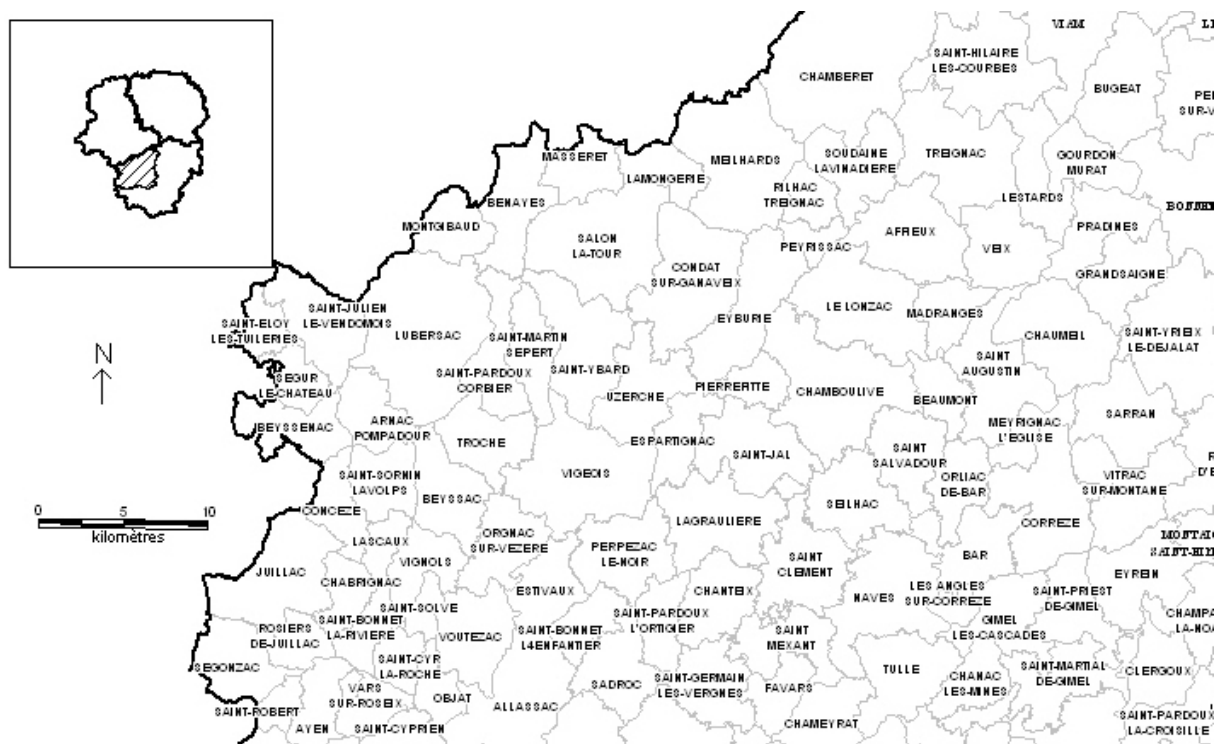 VIAM
SAINT-HILAIRE
LES-COURBES
CHAMBERET
BUGEAT
MASSERET
MEILHARDS
SOUDAINE
LAVINADIERE
TREIGNAC
GOURDON
MURAT
LAMONGERIE
RILHAC
TREIGNAC
LESTARDS
BENAYES
MONTGIBAUD
SALON
LA-TOUR
PEYRISSAC
AFFIEUX
VEIX
PRADINES
CONDAT
SUR-GANAVEIX
GRANDSAIGNE
SAINT-JULIEN
LE-VENDOMOIS
LE LONZAC
MADRANGES
SAINT-ELOY
LES-TUILERIES
LUBERSAC
SAINT-MARTIN
SEPERT
EYBURIE
CHAUMEIL
SAINT-YRIEIX
LE-DEJALAT
SEGUR
LE-CHATEAU
SAINT-PARDOUX
CORBIER
SAINT-YBARD
UZERCHE
PIERREFITTE
CHAMBOULIVE
SAINT
AUGUSTIN
BEAUMONT
N
BEYSSENAC
ARNAC
POMPADOUR
TROCHE
ESPARTIGNAC
MEYRIGNAC
L'EGLISE
SARRAN
SAINT-JAL
SAINT
SALVADOUR
SAINT-SORNIN
LAVOLPS
BEYSSAC
VIGEOIS
ORLIAC
DE-BAR
VITRAC
SUR-MONTANE
0 5 10
kilomètres
CONCEZE
SEILHAC
LAGRAULIERE
CORREZE
LASCAUX
ORGNAC
SUR-VEZERE
PERPEZAC
LE-NOIR
SAINT
CLEMENT
BAR
JUILLAC
CHABRIGNAC
VIGNOLS
ESTIVAUX
CHANTEIX
NAVES
LES ANGLES
SUR-CORREZE
SAINT-PRIEST
DE-GIMEL
EYREIN
ROSIERS
DE-JUILLAC
SAINT-BONNET
LA-RIVIERE
SAINT-SOLVE
VOUTEZAC
SAINT-BONNET
L4ENFANTIER
SAINT-PARDOUX
L'ORTIGIER
SAINT
MEXANT
GIMEL
LES-CASCADES
SEGONZAC
SAINT-CYR
LA-ROCHE
SADROC
SAINT-GERMAIN
LES-VERGNES
FAVARS
TULLE
CHANAC
LES-MINES
SAINT-MARTIAL
DE-GIMEL
CLERGOUX
SAINT-ROBERT
VARS
SUR-ROSEIX
OBJAT
ALLASSAC
AYEN
SAINT-CYPRIEN
CHAMEYRAT
SAINT-PARDOUX
LA-CROISILLE